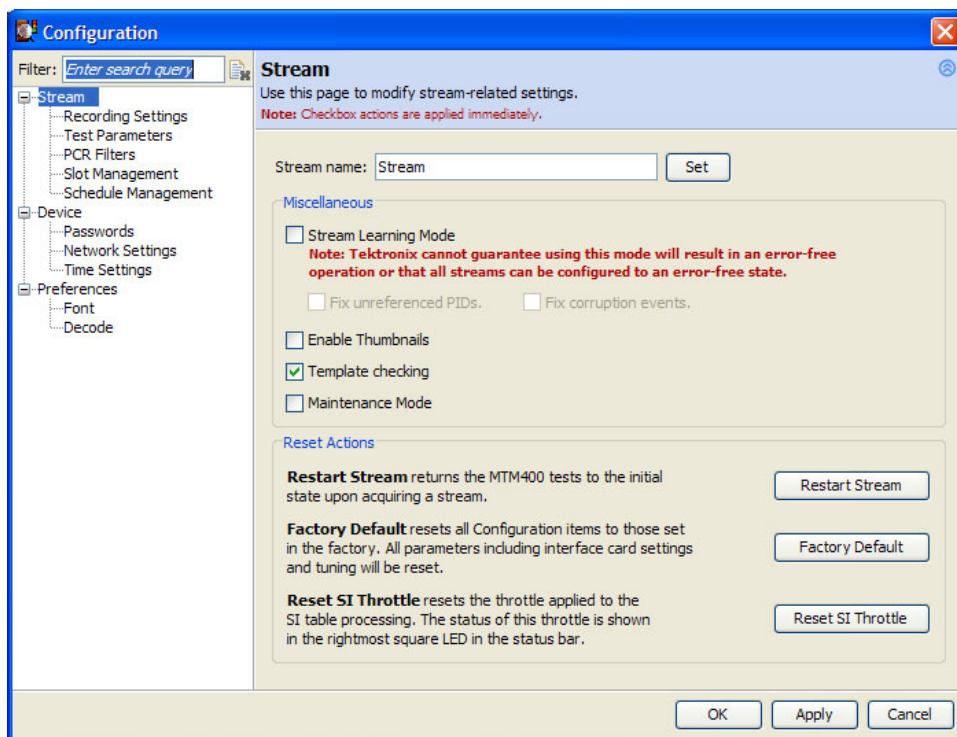 Configuration
Filter: Enter search query
Stream
Recording Settings
Test Parameters
PCR Filters
Slot Management
Schedule Management
Device
Passwords
Network Settings
Time Settings
Preferences
Font
Decode
Stream
Use this page to modify stream-related settings.
Note: Checkbox actions are applied immediately.
Stream name: Stream Set
Miscellaneous
Stream Learning Mode
Note: Tektronix cannot guarantee using this mode will result in an error-free
operation or that all streams can be configured to an error-free state.
Fix unreferenced PIDs. Fix corruption events.
Enable Thumbnails
Template checking
Maintenance Mode
Reset Actions
Restart Stream returns the MTM400 tests to the initial
state upon acquiring a stream.
Restart Stream
Factory Default resets all Configuration items to those set
in the factory. All parameters including interface card settings
and tuning will be reset.
Factory Default
Reset SI Throttle resets the throttle applied to the
SI table processing. The status of this throttle is shown
in the rightmost square LED in the status bar.
Reset SI Throttle
OK Apply Cancel